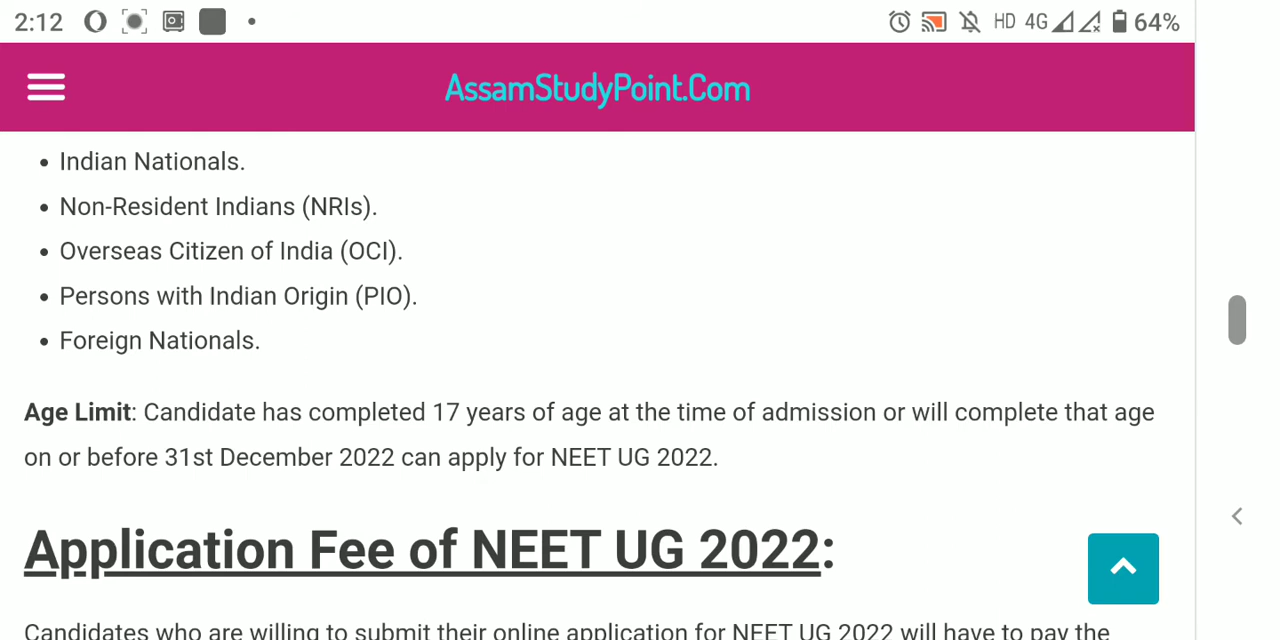 2:12 HD 4G 64%
AssamStudyPoint.Com
• Indian Nationals.
• Non-Resident Indians (NRIs).
• Overseas Citizen of India (OCI).
• Persons with Indian Origin (PIO).
• Foreign Nationals.
Age Limit: Candidate has completed 17 years of age at the time of admission or will complete that age
on or before 31st December 2022 can apply for NEET UG 2022.
Application Fee of NEET UG 2022:
Candidates who are willing to submit their online application for NEET UG 2022 will have to pay the